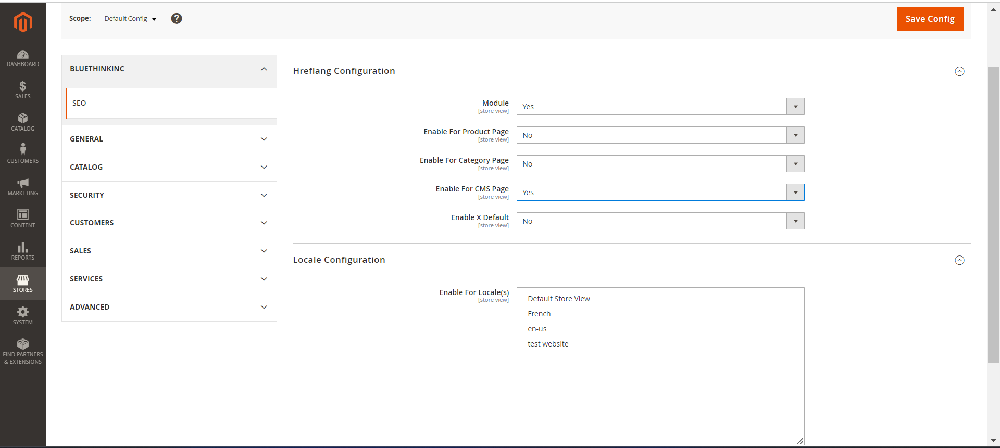 Scope: Default Config ?
Save Config
DASHBOARD
SALES
CATALOG
CUSTOMERS
MARKETING
CONTENT
REPORTS
STORES
SYSTEM
FIND PARTNERS
& EXTENSIONS
BLUETHINKINC
SEO
GENERAL
CATALOG
SECURITY
CUSTOMERS
SALES
SERVICES
ADVANCED
Hreflang Configuration
Module
[store view]
Yes
Enable For Product Page
[store view]
No
Enable For Category Page
[store view]
No
Enable For CMS Page
[store view]
Yes
Enable X Default
[store view]
No
Locale Configuration
Enable For Locale(s)
[store view]
Default Store View
French
en-us
test website